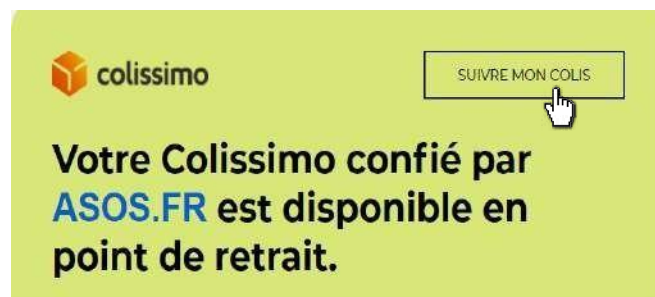 colissimo
SUIVRE MON COLIS
Votre Colissimo confié par
ASOS.FR est disponible en
point de retrait.